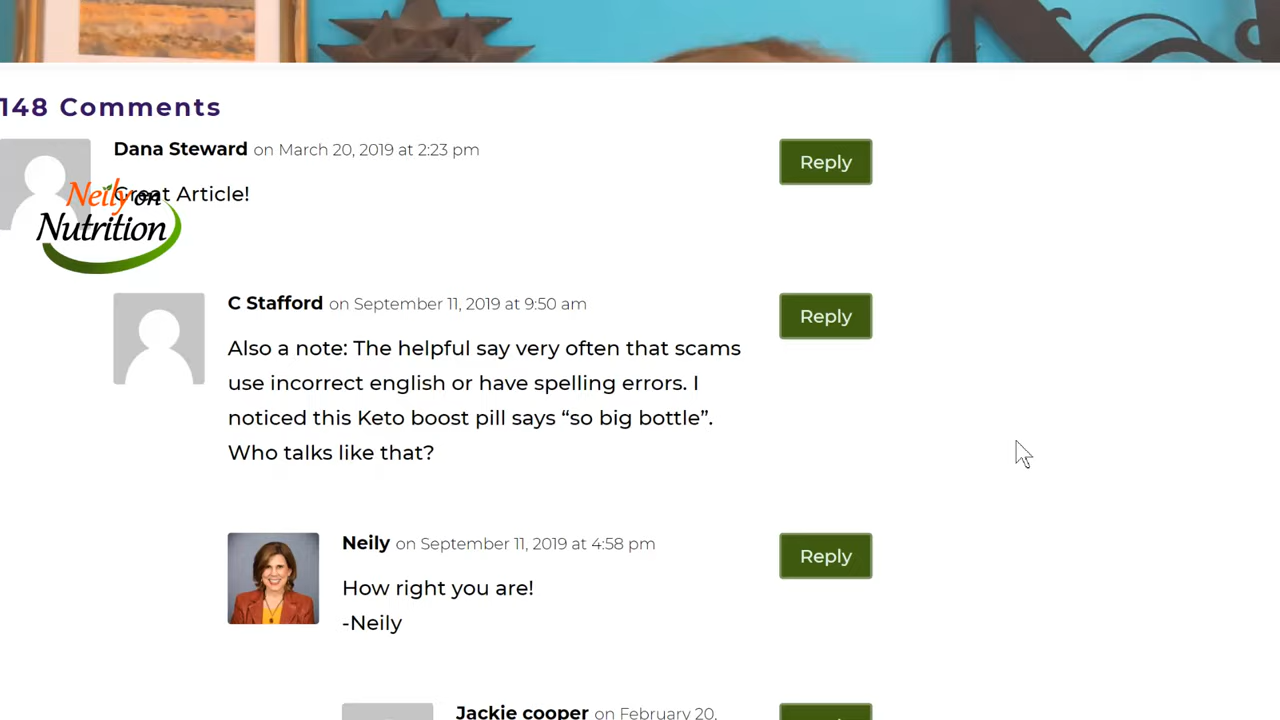 148 Comments
Dana Steward on March 20, 2019 at 2:23 pm
Reply
Great Article!
Neily on
Nutrition
C Stafford on September 11, 2019 at 9:50 am
Reply
Also a note: The helpful say very often that scams
use incorrect english or have spelling errors. I
noticed this Keto boost pill says “so big bottle”.
Who talks like that?
Neily on September 11, 2019 at 4:58 pm
Reply
How right you are!
-Neily
Jackie cooper on February 20,